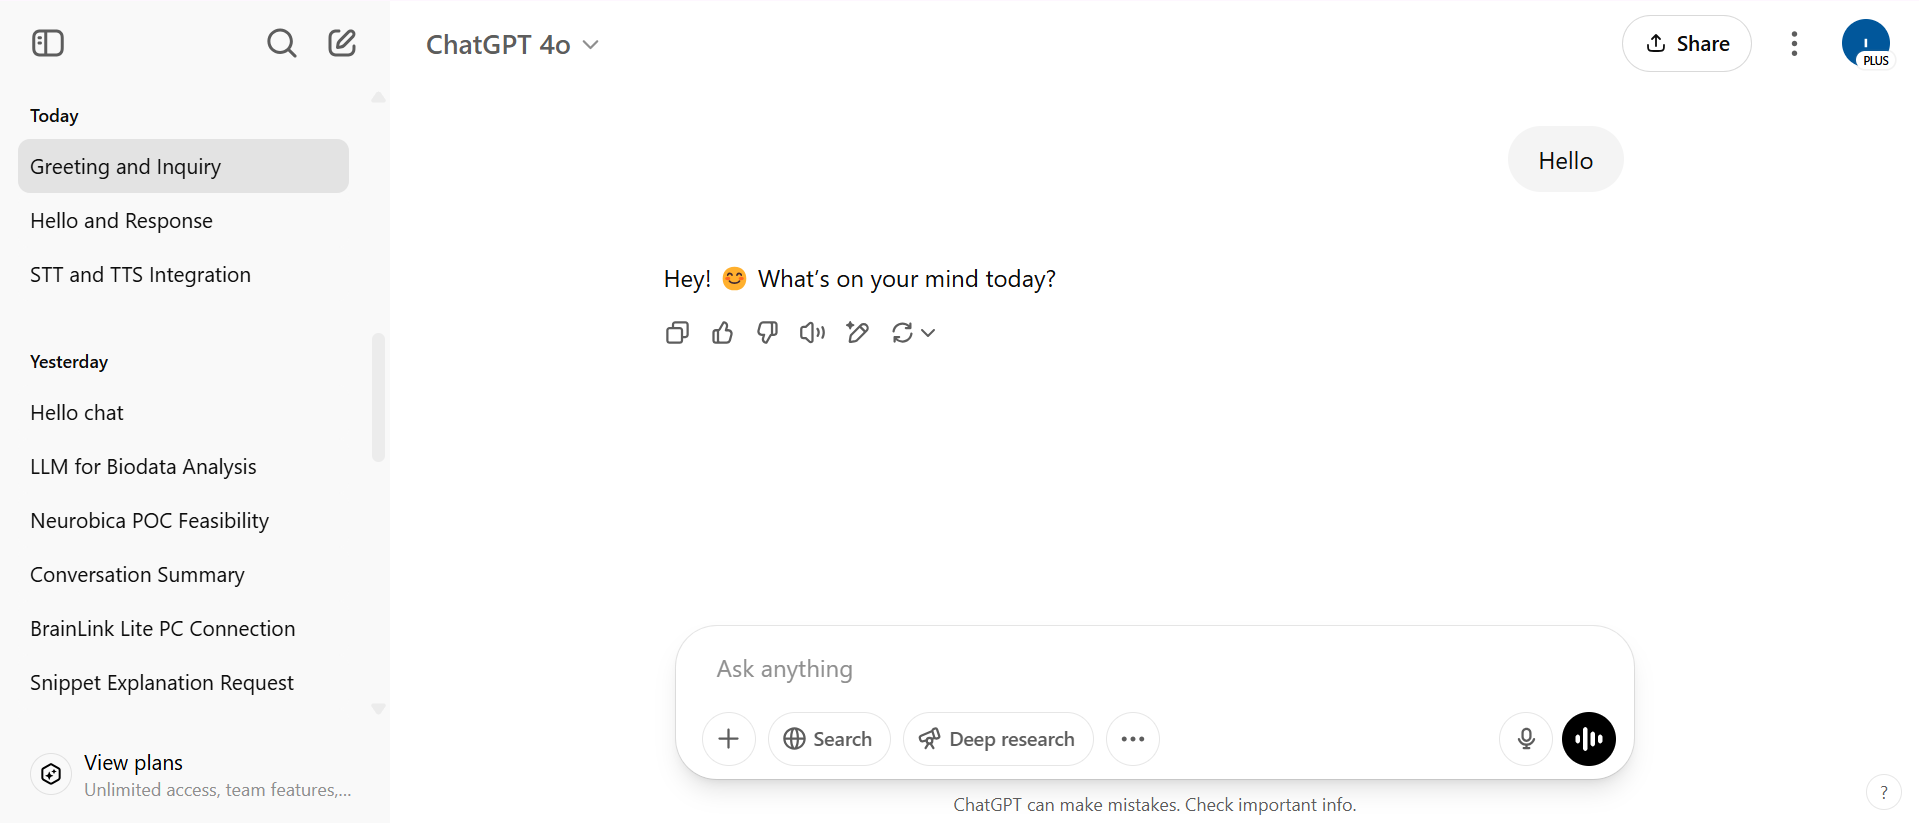 Today
Greeting and Inquiry
Hello and Response
STT and TTS Integration
Yesterday
Hello chat
LLM for Biodata Analysis
Neurobica POC Feasibility
Conversation Summary
BrainLink Lite PC Connection
Snippet Explanation Request
View plans
Unlimited access, team features,...
ChatGPT 4o
Share
PLUS
Hello
Hey! 😊 What's on your mind today?
Ask anything
Search
Deep research
ChatGPT can make mistakes. Check important info.
?